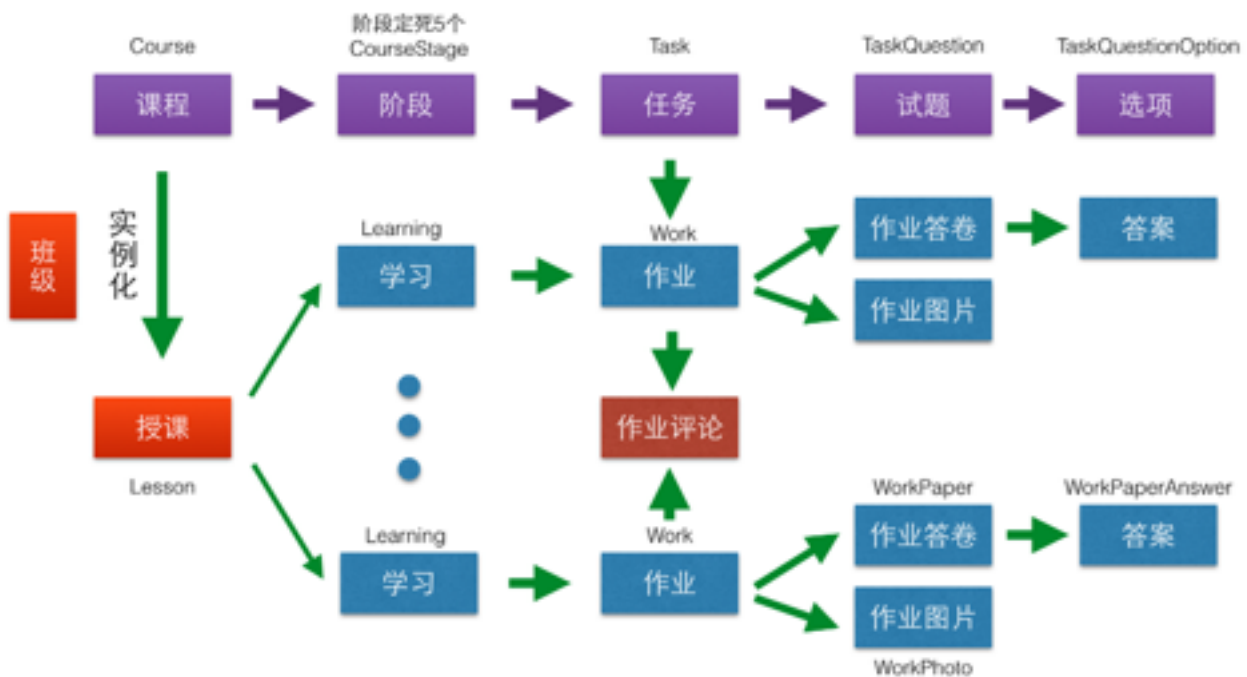 Course
阶段定死5个
CourseStage
Task
TaskQuestion
TaskQuestionOption
课程
阶段
任务
试题
选项
班级
实例化
Learning
学习
Work
作业
作业答卷
答案
作业图片
授课
Lesson
作业评论
Learning
学习
Work
作业
WorkPaper
作业答卷
WorkPaperAnswer
答案
作业图片
WorkPhoto